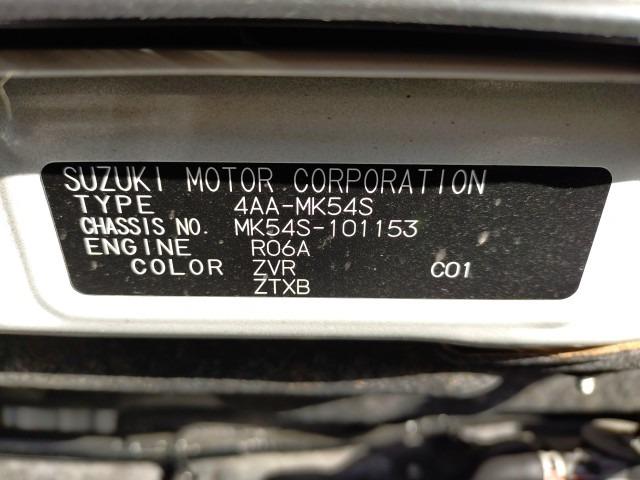 SUZUKI MOTOR CORPORATION
TYPE 4AA-MK54S
CHASSIS NO. MK54S-101153
ENGINE R06A
COLOR ZVR C01
ZTXB